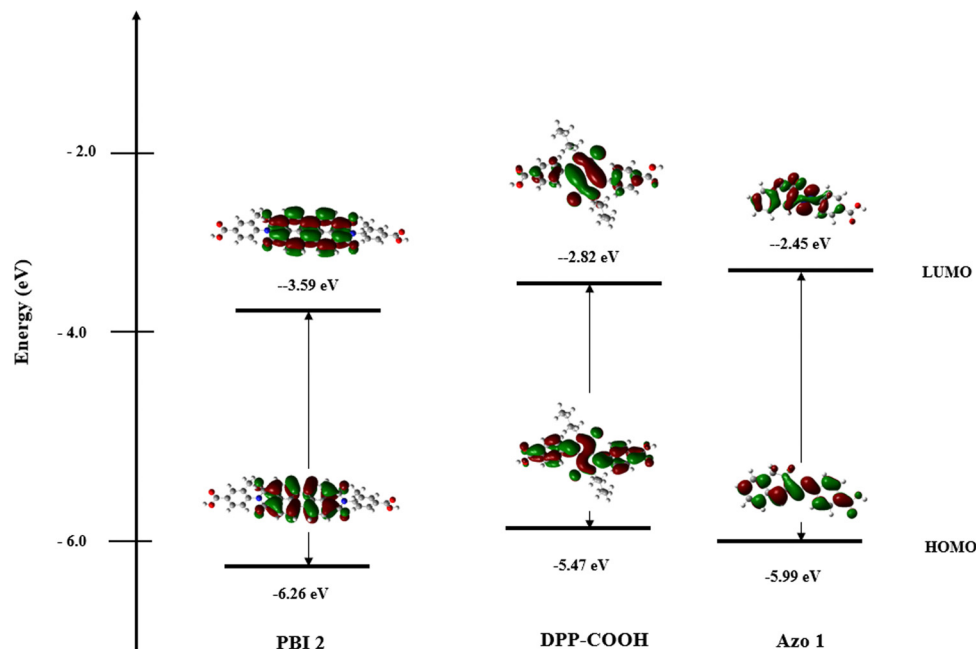 - 2.0
--3.59 eV
--2.82 eV
--2.45 eV
LUMO
Energy (eV)
- 4.0
- 6.0
-6.26 eV
-5.47 eV
-5.99 eV
HOMO
PBI 2
DPP-COOH
Azo 1